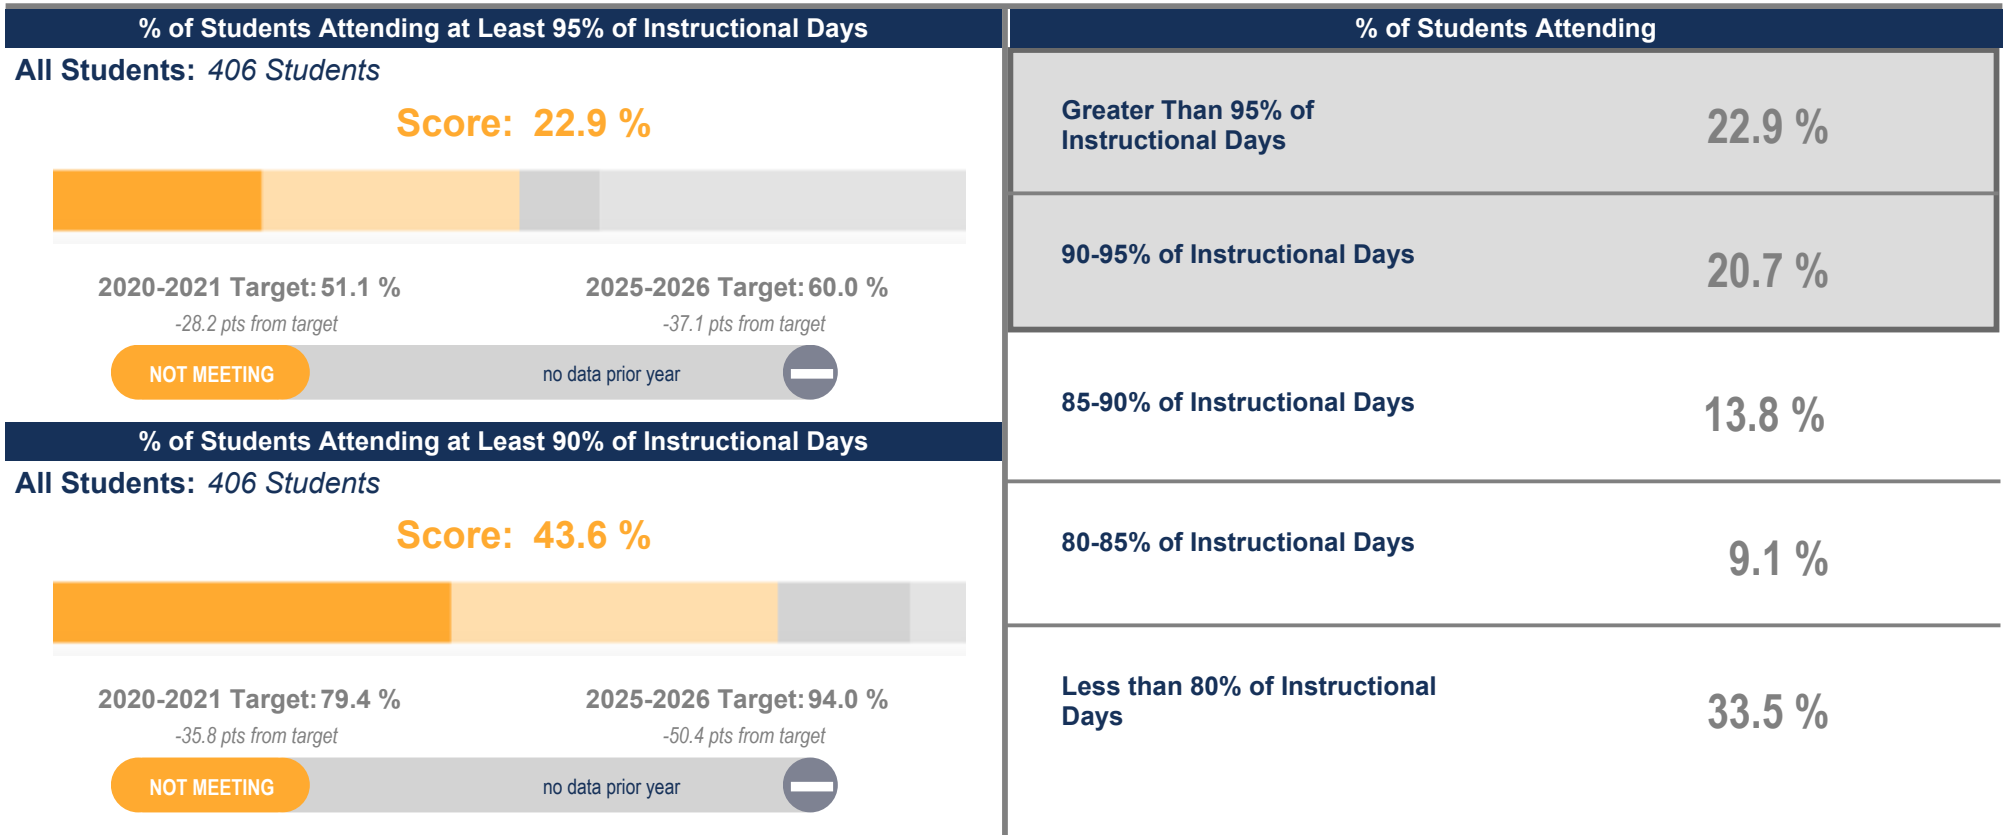 % of Students Attending at Least 95% of Instructional Days
All Students: 406 Students
Score: 22.9 %
2020-2021 Target: 51.1 %
2025-2026 Target: 60.0 %
-28.2 pts from target
-37.1 pts from target
NOT MEETING
no data prior year
% of Students Attending at Least 90% of Instructional Days
All Students: 406 Students
Score: 43.6 %
2020-2021 Target: 79.4 %
2025-2026 Target: 94.0 %
-35.8 pts from target
-50.4 pts from target
NOT MEETING
no data prior year
% of Students Attending
Greater Than 95% of
Instructional Days
22.9 %
90-95% of Instructional Days
20.7 %
85-90% of Instructional Days
13.8 %
80-85% of Instructional Days
9.1 %
Less than 80% of Instructional
Days
33.5 %